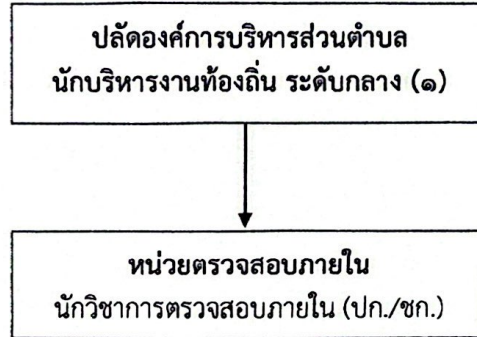 ปลัดองค์การบริหารส่วนตำบล
นักบริหารงานท้องถิ่น ระดับกลาง (๑)
หน่วยตรวจสอบภายใน
นักวิชาการตรวจสอบภายใน (ปก./ชก.)